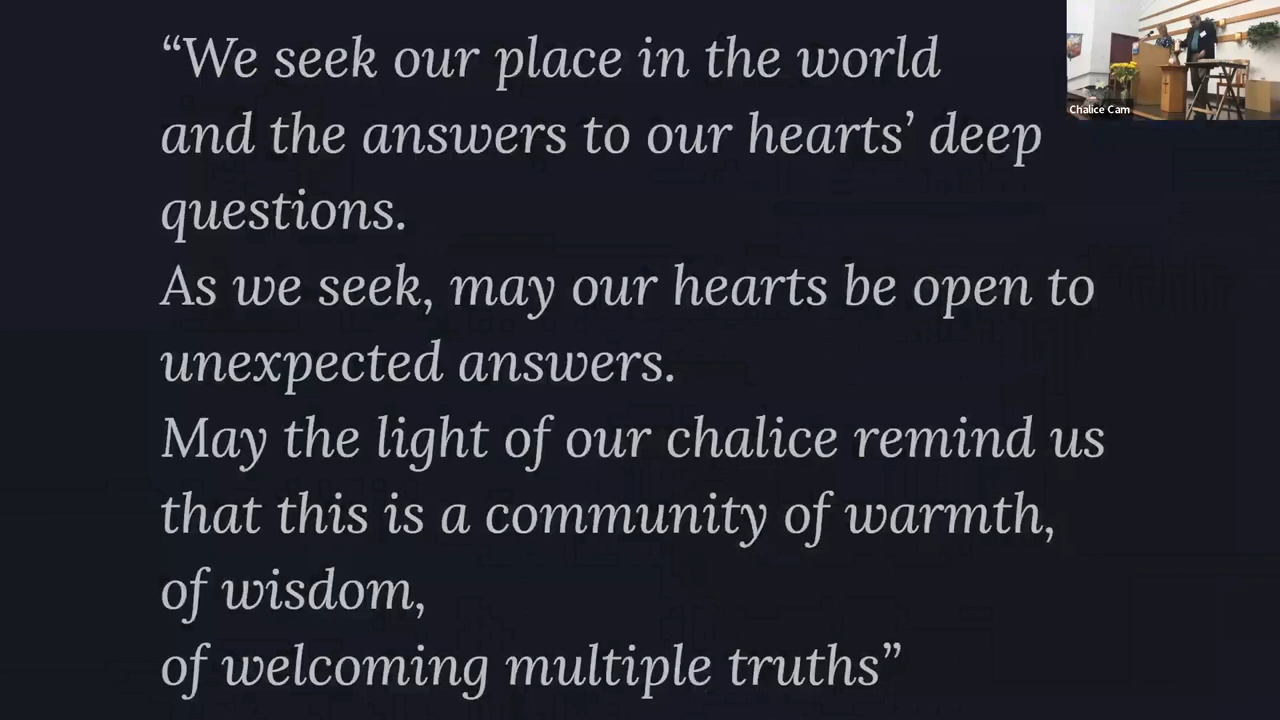 “We seek our place in the world
and the answers to our hearts’ deep
questions.
As we seek, may our hearts be open to
unexpected answers.
May the light of our chalice remind us
that this is a community of warmth,
of wisdom,
of welcoming multiple truths”
Chalice Cam